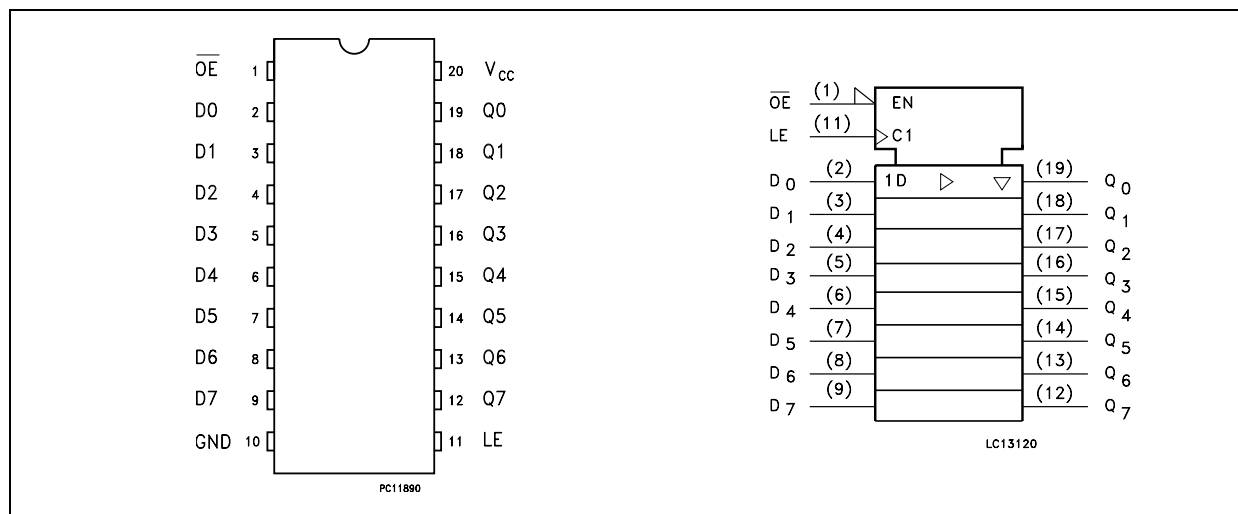 OE 1 20 VCC
D0 2 19 Q0
D1 3 18 Q1
D2 4 17 Q2
D3 5 16 Q3
D4 6 15 Q4
D5 7 14 Q5
D6 8 13 Q6
D7 9 12 Q7
GND 10 11 LE
PC11890
OE (1) EN
LE (11) C1
D0 (2) 1D (19) Q0
D1 (3) (18) Q1
D2 (4) (17) Q2
D3 (5) (16) Q3
D4 (6) (15) Q4
D5 (7) (14) Q5
D6 (8) (13) Q6
D7 (9) (12) Q7
LC13120